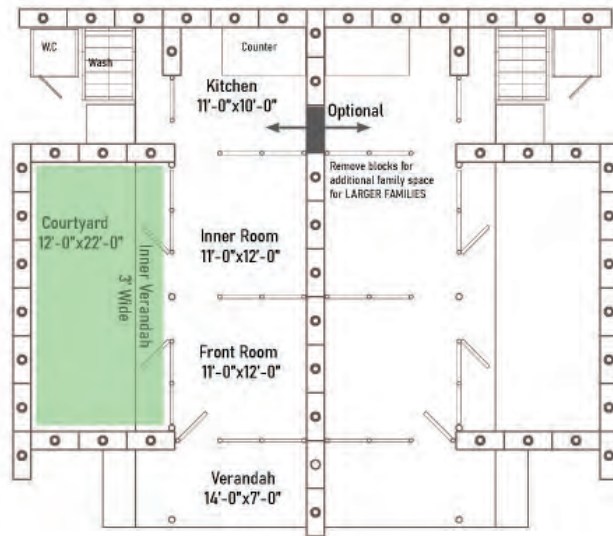 W.C
Wash
Counter
Kitchen
11'-0"x10'-0"
Optional
Remove blocks for
additional family space
for LARGER FAMILIES
Courtyard
12'-0"x22'-0"
Inner Verandah
3' Wide
Inner Room
11'-0"x12'-0"
Front Room
11'-0"x12'-0"
Verandah
14'-0"x7'-0"